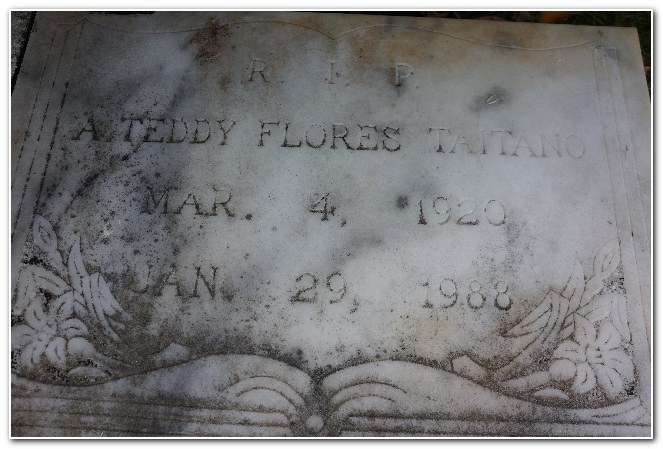 R. I. P.
A. TEDDY FLORES TAITANO
MAR. 4, 1920
JAN. 29, 1988